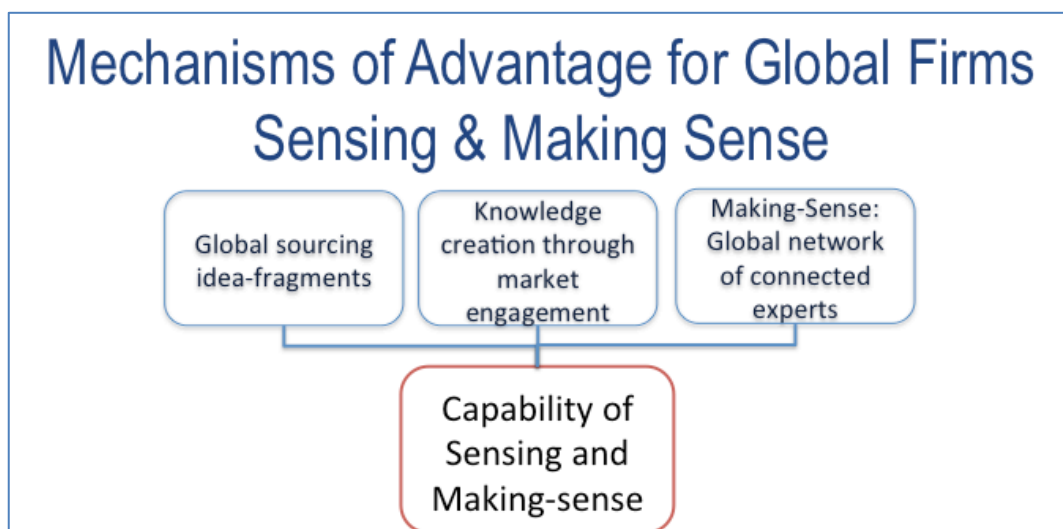 Mechanisms of Advantage for Global Firms
Sensing & Making Sense
Global sourcing
idea-fragments
Knowledge
creation through
market
engagement
Making-Sense:
Global network
of connected
experts
Capability of
Sensing and
Making-sense